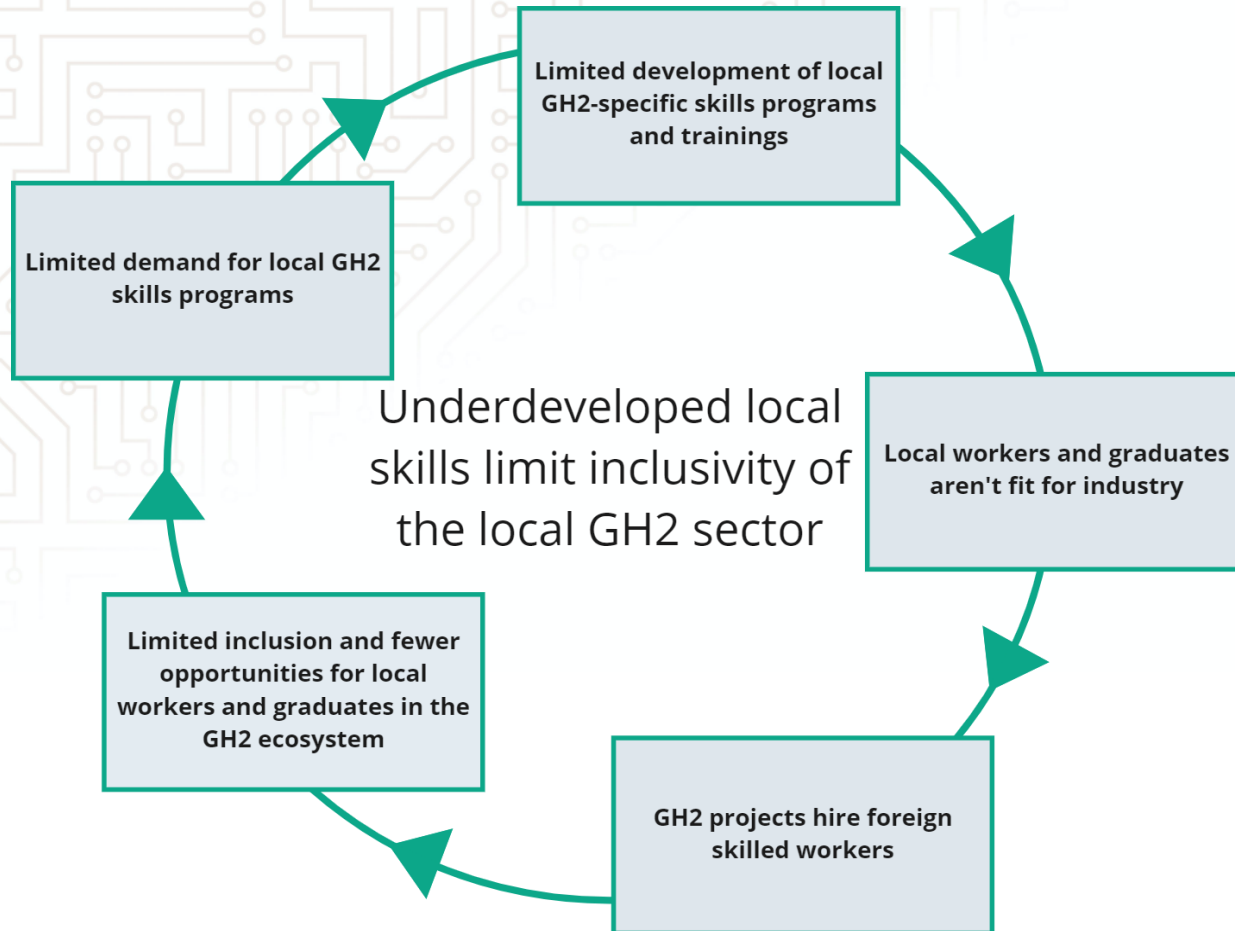 Limited development of local
GH2-specific skills programs
and trainings
Limited demand for local GH2
skills programs
Underdeveloped local
skills limit inclusivity of
the local GH2 sector
Local workers and graduates
aren't fit for industry
Limited inclusion and fewer
opportunities for local
workers and graduates in the
GH2 ecosystem
GH2 projects hire foreign
skilled workers